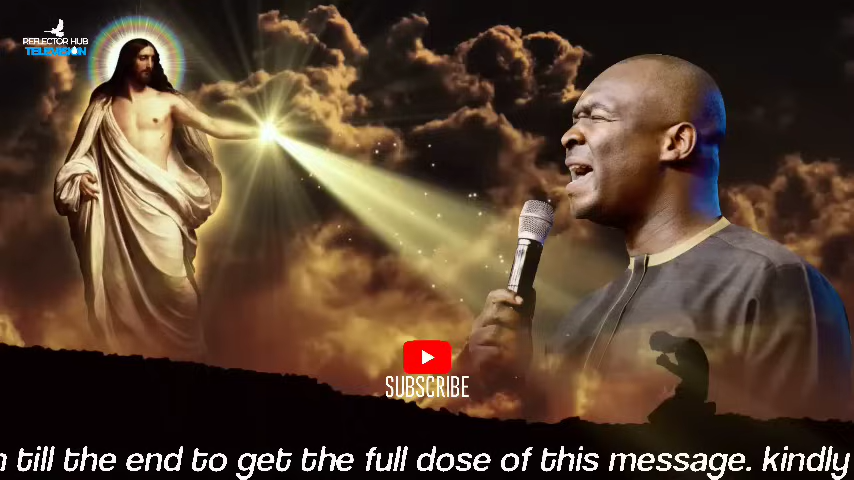 REFLECTOR HUB
TELEVISION
SUBSCRIBE
till the end to get the full dose of this message. kindly